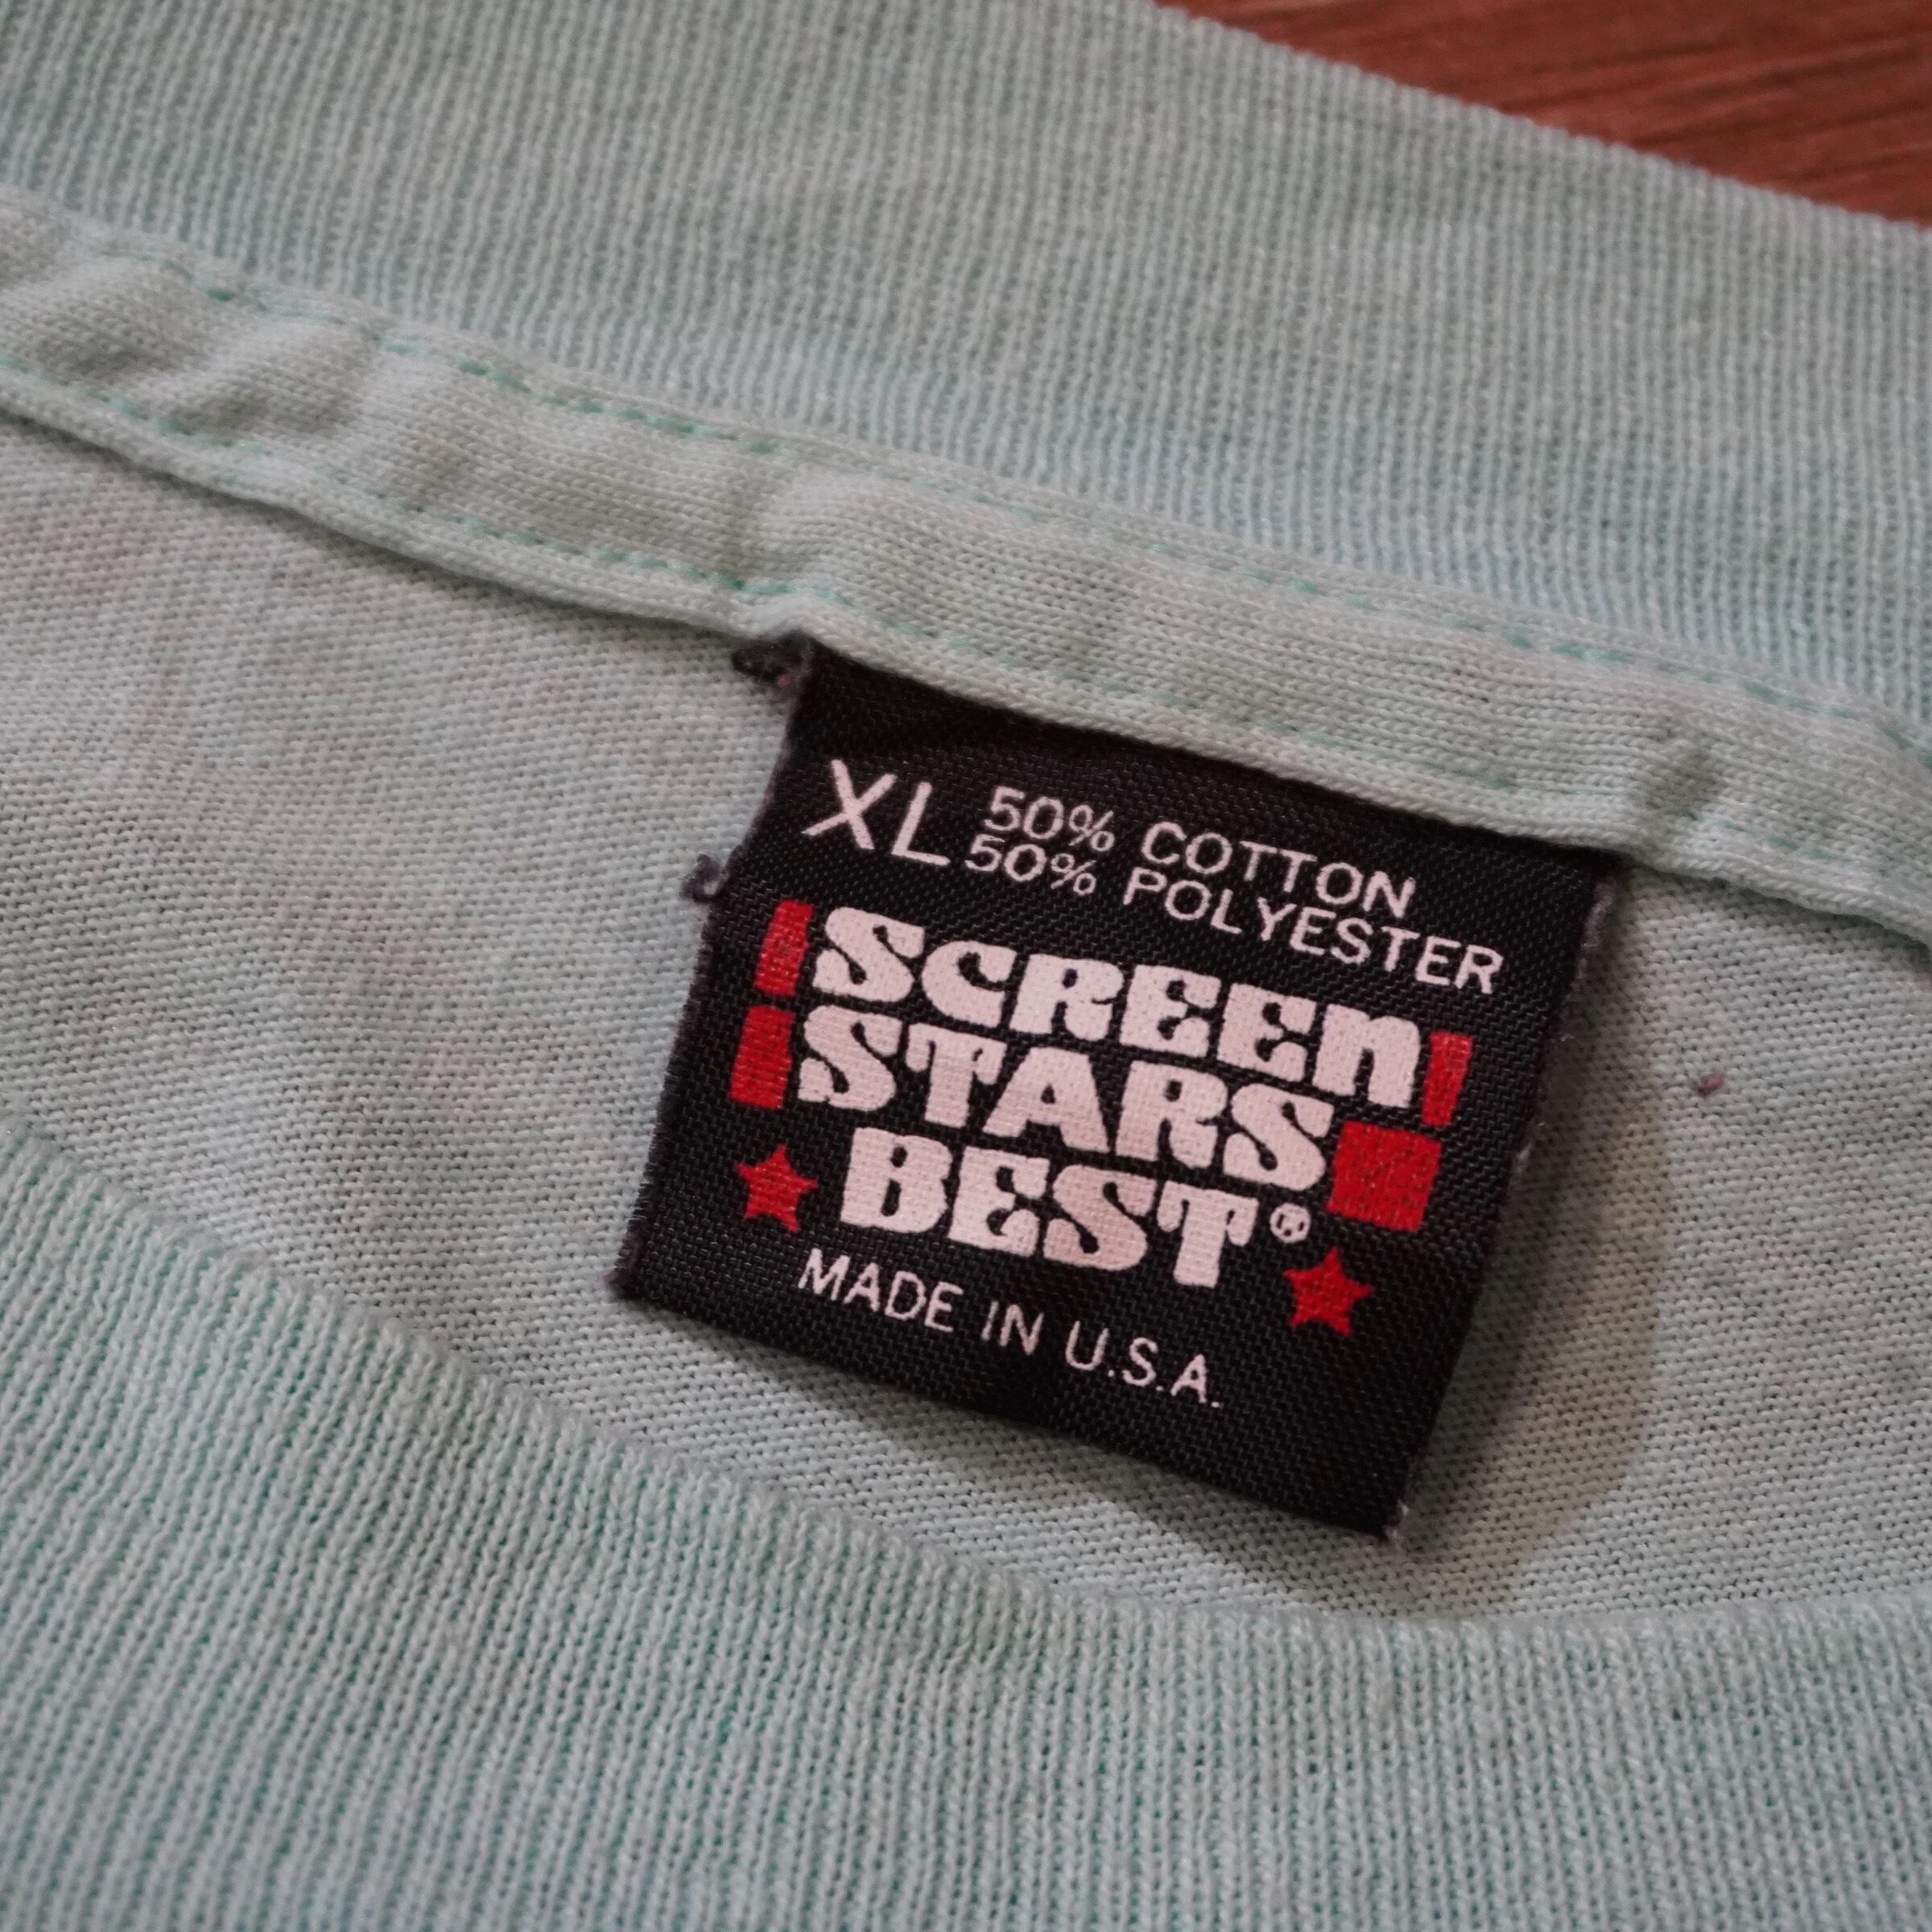 XL 50% COTTON
50% POLYESTER
SCREEN
STARS
BEST®
MADE IN U.S.A.